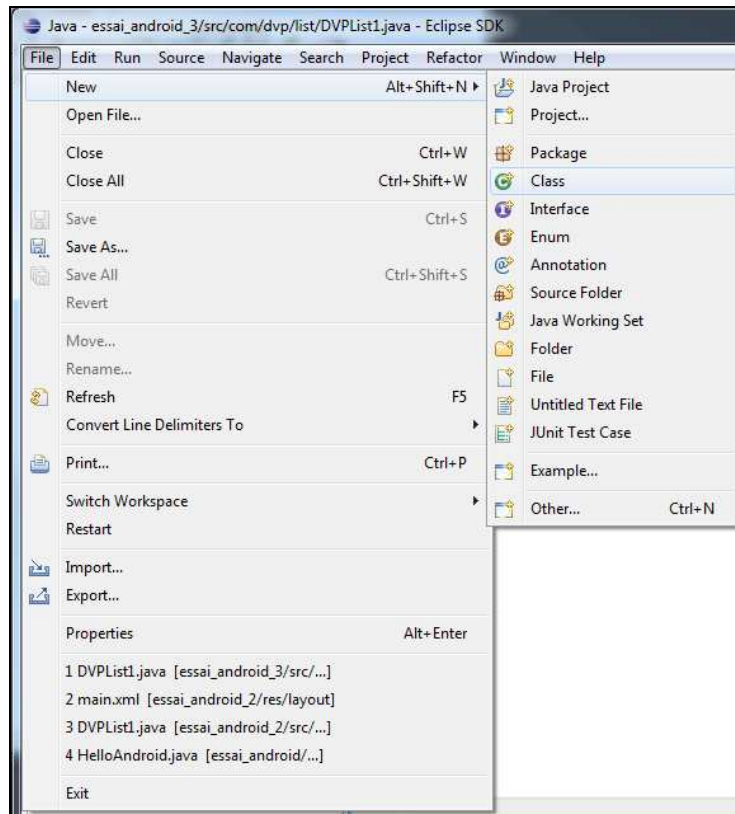 Java - essai_android_3/src/com/dvp/list/DVPList1.java - Eclipse SDK
File Edit Run Source Navigate Search Project Refactor Window Help
New Alt+Shift+N
Open File...
Close Ctrl+W
Close All Ctrl+Shift+W
Save Ctrl+S
Save As...
Save All Ctrl+Shift+S
Revert
Move...
Rename...
Refresh F5
Convert Line Delimiters To
Print... Ctrl+P
Switch Workspace
Restart
Import...
Export...
Properties Alt+Enter
1 DVPList1.java [essai_android_3/src/...]
2 main.xml [essai_android_2/res/layout]
3 DVPList1.java [essai_android_2/src/...]
4 HelloAndroid.java [essai_android/...]
Exit
Java Project
Project...
Package
Class
Interface
Enum
Annotation
Source Folder
Java Working Set
Folder
File
Untitled Text File
JUnit Test Case
Example...
Other... Ctrl+N